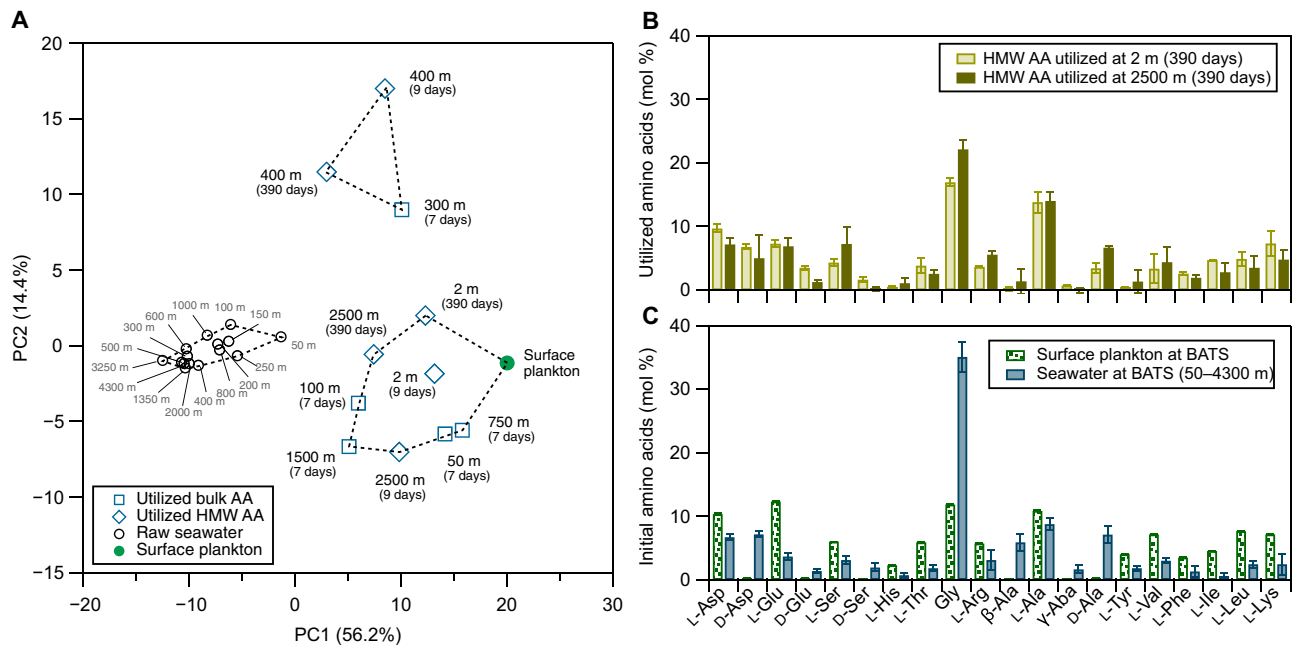 A
20
15
10
5
0
−5
−10
−15
PC2 (14.4%)
−20
−10
0
10
20
30
PC1 (56.2%)
400 m
(9 days)
400 m
(390 days)
300 m
(7 days)
2 m
(390 days)
2500 m
(390 days)
2 m
(9 days)
Surface
plankton
100 m
(7 days)
1500 m
(7 days)
2500 m
(9 days)
50 m
(7 days)
750 m
(7 days)
1000 m
100 m
600 m
150 m
300 m
50 m
500 m
3250 m
250 m
4300 m
200 m
1350 m
800 m
400 m
2000 m
Utilized bulk AA
Utilized HMW AA
Raw seawater
Surface plankton
B
40
30
20
10
0
Utilized amino acids (mol %)
HMW AA utilized at 2 m (390 days)
HMW AA utilized at 2500 m (390 days)
C
40
30
20
10
0
Initial amino acids (mol %)
Surface plankton at BATS
Seawater at BATS (50–4300 m)
L-Asp
D-Asp
L-Glu
D-Glu
L-Ser
D-Ser
L-His
L-Thr
Gly
L-Arg
β-Ala
L-Ala
γ-Aba
D-Ala
L-Tyr
L-Val
L-Phe
L-Ile
L-Leu
L-Lys